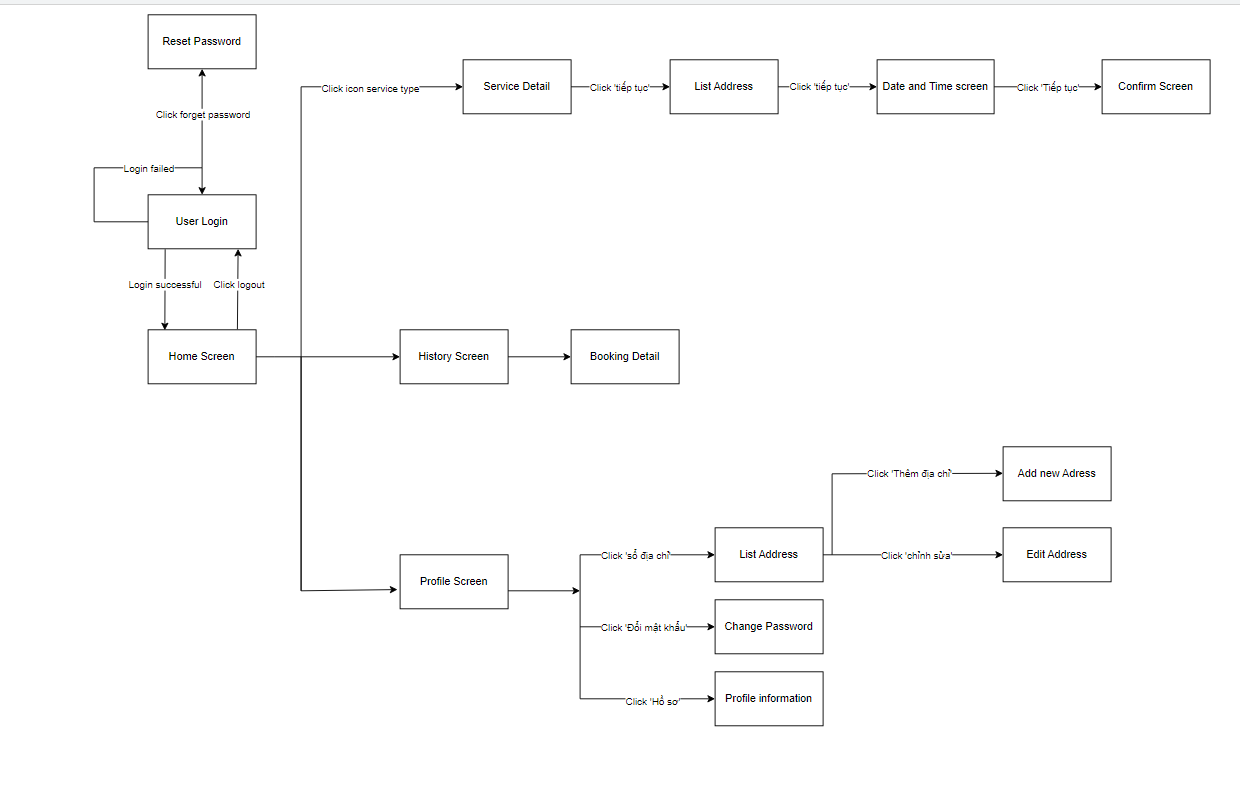 Reset Password
Click forget password
Login failed
User Login
Login successful
Click logout
Home Screen
Click icon service type
Service Detail
Click 'tiếp tục'
List Address
Click 'tiếp tục'
Date and Time screen
Click 'Tiếp tục'
Confirm Screen
History Screen
Booking Detail
Profile Screen
Click 'sổ địa chỉ'
List Address
Click 'Thêm địa chỉ'
Add new Adress
Click 'chỉnh sửa'
Edit Address
Click 'Đổi mật khẩu'
Change Password
Click 'Hồ sơ'
Profile information